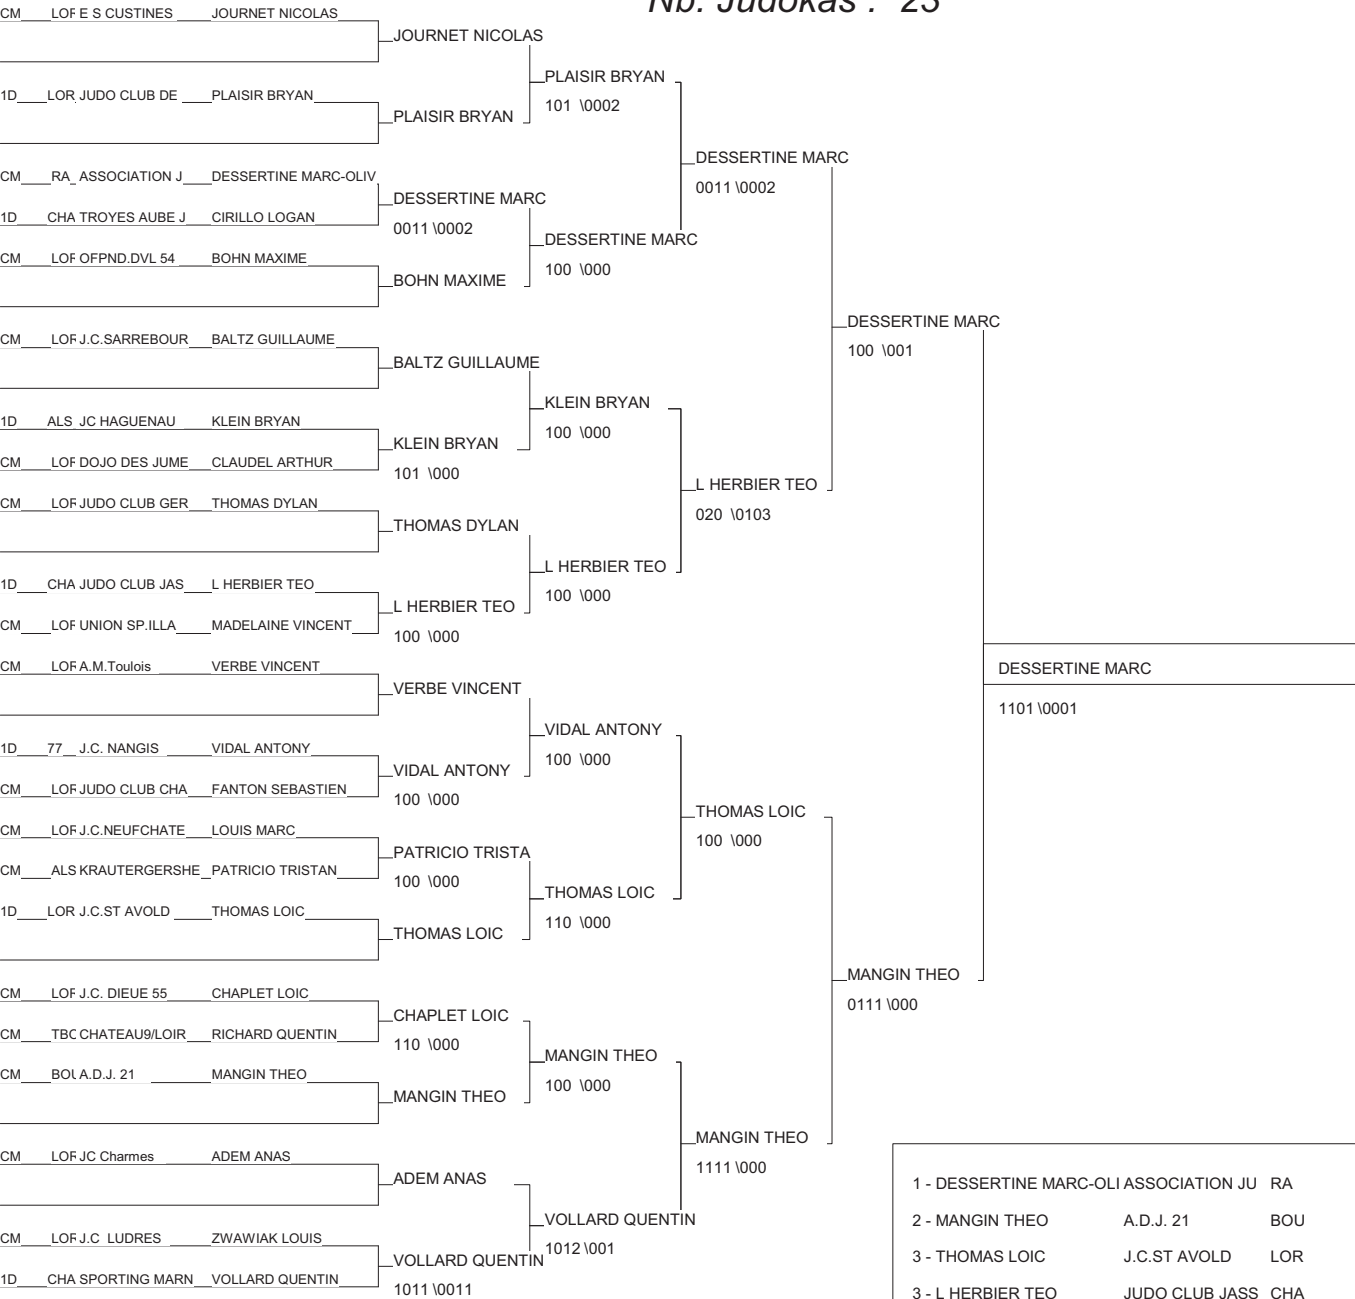 Nb. Judokas : 23
CM LOR E S CUSTINES JOURNET NICOLAS
JOURNET NICOLAS
PLAISIR BRYAN
1D LOR JUDO CLUB DE PLAISIR BRYAN
101 \0002
PLAISIR BRYAN
DESSERTINE MARC
CM RA ASSOCIATION J DESSERTINE MARC-OLIV
0011 \0002
DESSERTINE MARC
1D CHA TROYES AUBE J CIRILLO LOGAN
0011 \0002
DESSERTINE MARC
CM LOR OFPND.DVL 54 BOHN MAXIME
100 \000
BOHN MAXIME
DESSERTINE MARC
CM LOR J.C.SARREBOUR BALTZ GUILLAUME
100 \001
BALTZ GUILLAUME
KLEIN BRYAN
1D ALS JC HAGUENAU KLEIN BRYAN
100 \000
KLEIN BRYAN
CM LOR DOJO DES JUME CLAUDEL ARTHUR
101 \000
L HERBIER TEO
CM LOR JUDO CLUB GER THOMAS DYLAN
020 \0103
THOMAS DYLAN
L HERBIER TEO
1D CHA JUDO CLUB JAS L HERBIER TEO
100 \000
L HERBIER TEO
CM LOR UNION SP.ILLA MADELAINE VINCENT
100 \000
CM LOR A.M.Toulois VERBE VINCENT
DESSERTINE MARC
VERBE VINCENT
1101 \0001
VIDAL ANTONY
1D 77 J.C. NANGIS VIDAL ANTONY
100 \000
VIDAL ANTONY
CM LOR JUDO CLUB CHA FANTON SEBASTIEN
100 \000
THOMAS LOIC
CM LOR J.C.NEUFCHATE LOUIS MARC
100 \000
PATRICIO TRISTA
CM ALS KRAUTERGERSHE PATRICIO TRISTAN
100 \000
THOMAS LOIC
1D LOR J.C.ST AVOLD THOMAS LOIC
110 \000
THOMAS LOIC
MANGIN THEO
CM LOR J.C. DIEUE 55 CHAPLET LOIC
0111 \000
CHAPLET LOIC
CM TBO CHATEAU9/LOIR RICHARD QUENTIN
110 \000
MANGIN THEO
CM BOU A.D.J. 21 MANGIN THEO
100 \000
MANGIN THEO
MANGIN THEO
CM LOR JC Charmes ADEM ANAS
1111 \000
ADEM ANAS
1 - DESSERTINE MARC-OLI ASSOCIATION JU RA
VOLLARD QUENTIN
2 - MANGIN THEO A.D.J. 21 BOU
CM LOR J.C LUDRES ZWAWIAK LOUIS
1012 \001
3 - THOMAS LOIC J.C.ST AVOLD LOR
VOLLARD QUENTIN
1D CHA SPORTING MARN VOLLARD QUENTIN
1011 \0011
3 - L HERBIER TEO JUDO CLUB JASS CHA